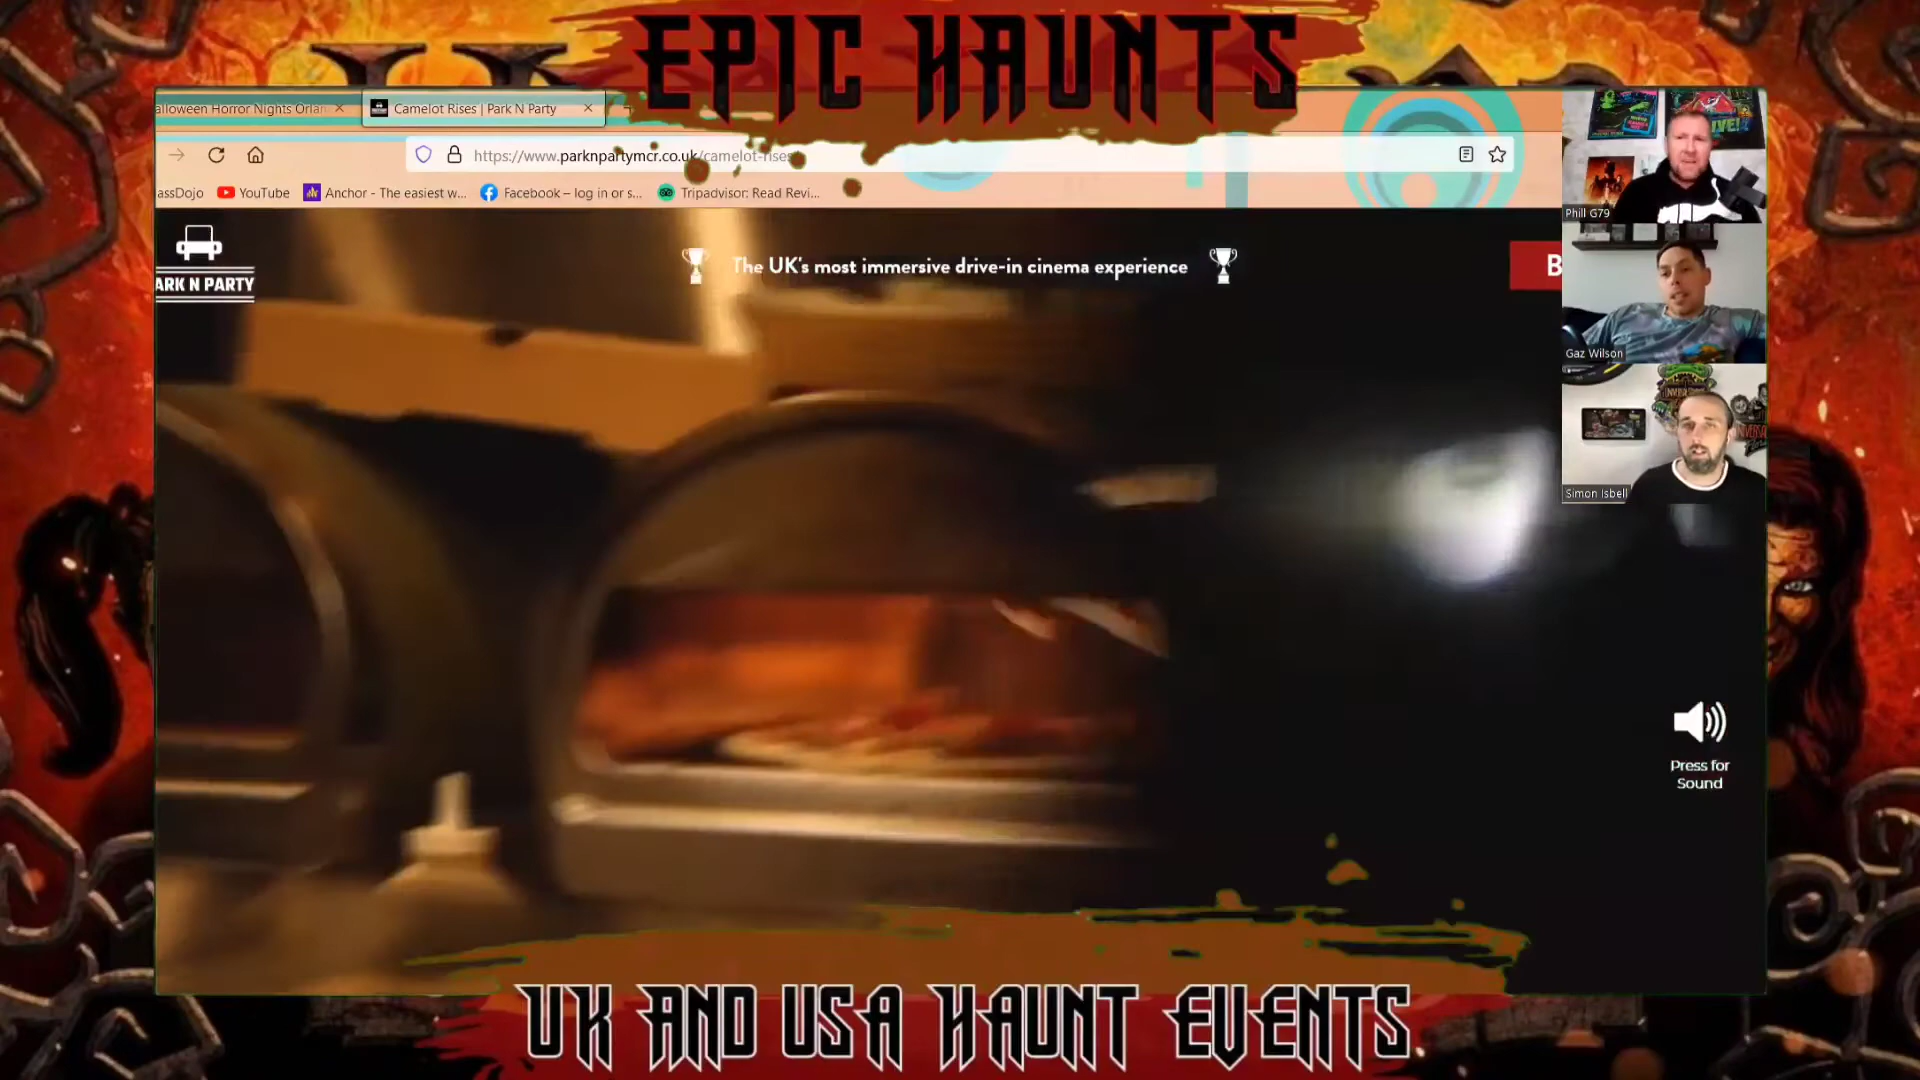 EPIC HAUNTS
alloween Horror Nights Orlan
Camelot Rises | Park N Party
https://www.parknpartymcr.co.uk/camelot-rises
assDojo
YouTube
Anchor - The easiest w...
Facebook – log in or s...
Tripadvisor: Read Revi...
ARK N PARTY
The UK's most immersive drive-in cinema experience
B
Phill G79
Gaz Wilson
Simon Isbell
Press for
Sound
UK AND USA HAUNT EVENTS